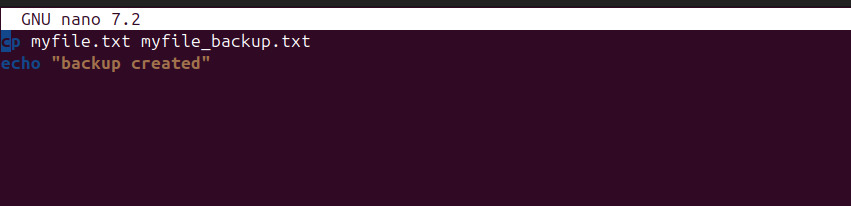 GNU nano 7.2
cp myfile.txt myfile_backup.txt
echo "backup created"